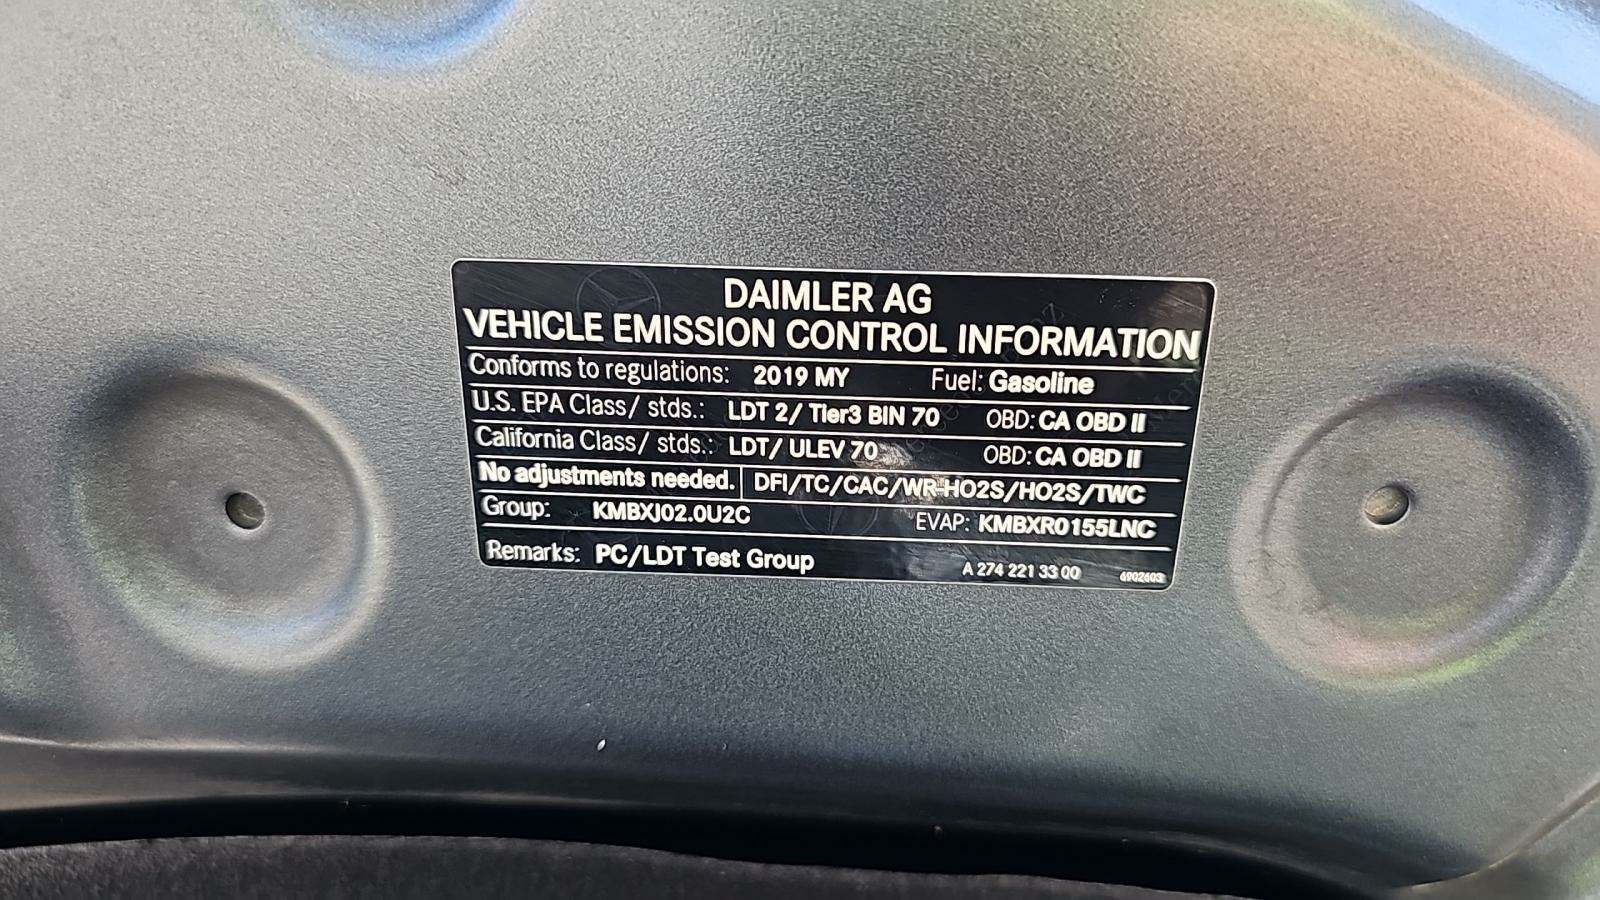 DAIMLER AG
VEHICLE EMISSION CONTROL INFORMATION
Conforms to regulations: 2019 MY Fuel: Gasoline
U.S. EPA Class/ stds.: LDT 2/ Tier3 BIN 70 OBD: CA OBD II
California Class/ stds.: LDT/ ULEV 70 OBD: CA OBD II
No adjustments needed. DFI/TC/CAC/WR-HO2S/HO2S/TWC
Group: KMBXJ02.0U2C EVAP: KMBXR0155LNC
Remarks: PC/LDT Test Group A 274 221 33 00 6902603